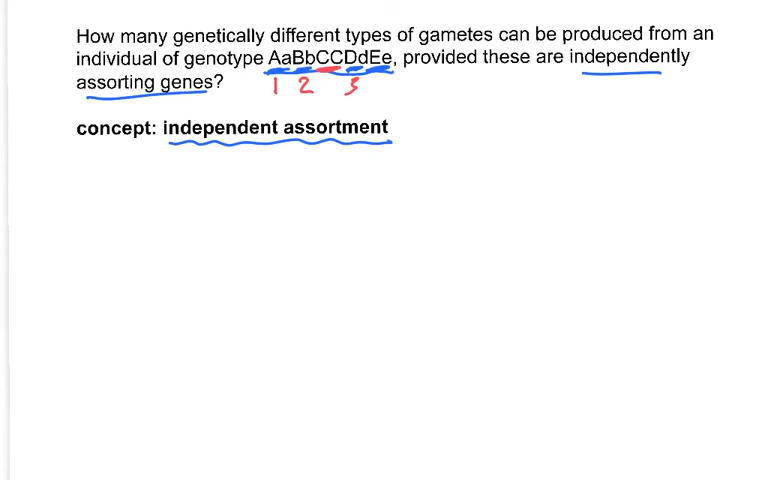 How many genetically different types of gametes can be produced from an
individual of genotype AaBbCCDdEe, provided these are independently
assorting genes?
1 2 3
concept: independent assortment